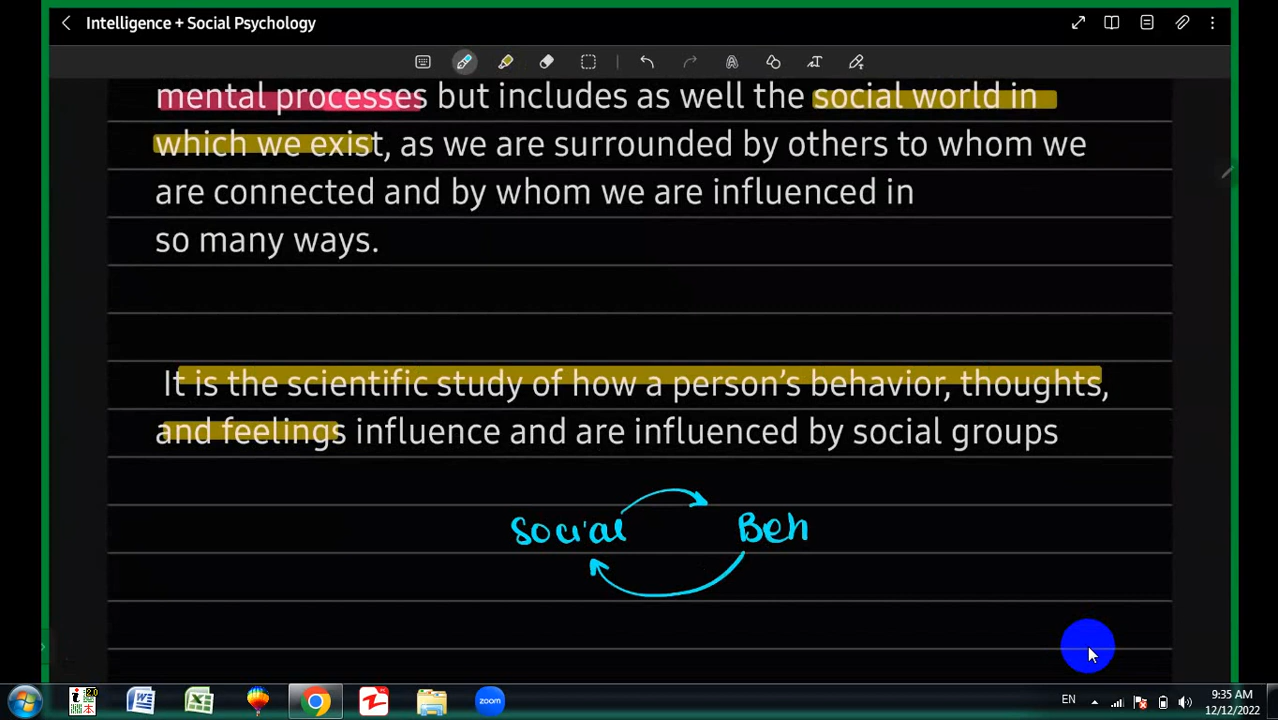 Intelligence + Social Psychology
mental processes but includes as well the social world in
which we exist, as we are surrounded by others to whom we
are connected and by whom we are influenced in
so many ways.
It is the scientific study of how a person's behavior, thoughts,
and feelings influence and are influenced by social groups
Social Beh
zoom
EN
9:35 AM
12/12/2022